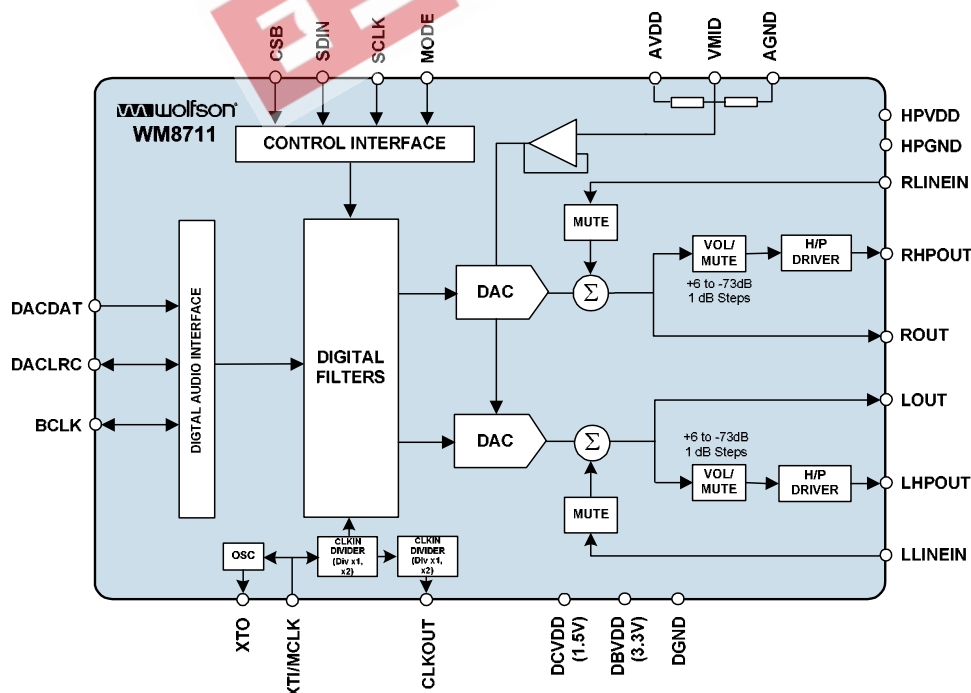 CSB
SDIN
SCLK
MODE
AVDD
VMID
AGND
wolfson®
WM8711
CONTROL INTERFACE
HPVDD
HPGND
RLINEIN
MUTE
VOL/
MUTE
H/P
DRIVER
RHPOUT
+6 to -73dB
1 dB Steps
DAC
Σ
DACDAT
DACLRC
BCLK
DIGTAL AUDIO INTERFACE
DIGITAL
FILTERS
ROUT
LOUT
DAC
Σ
+6 to -73dB
1 dB Steps
VOL/
MUTE
H/P
DRIVER
LHPOUT
MUTE
LLINEIN
OSC
CLKIN
DIVIDER
(Div x1,
x2)
CLKIN
DIVIDER
(Div x1,
x2)
XTO
XTI/MCLK
CLKOUT
DCVDD
(1.5V)
DBVDD
(3.3V)
DGND